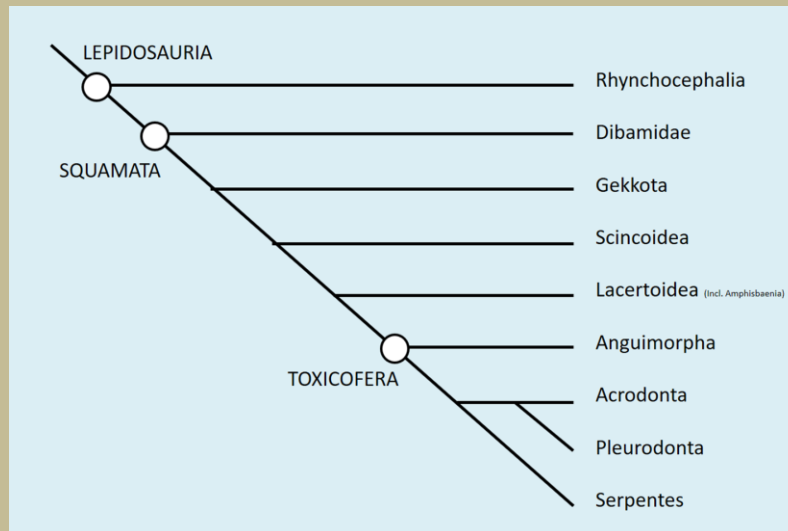 LEPIDOSAURIA
Rhynchocephalia
Dibamidae
SQUAMATA
Gekkota
Scincoidea
Lacertoidea (Incl. Amphisbaenia)
Anguimorpha
TOXICOFERA
Acrodonta
Pleurodonta
Serpentes